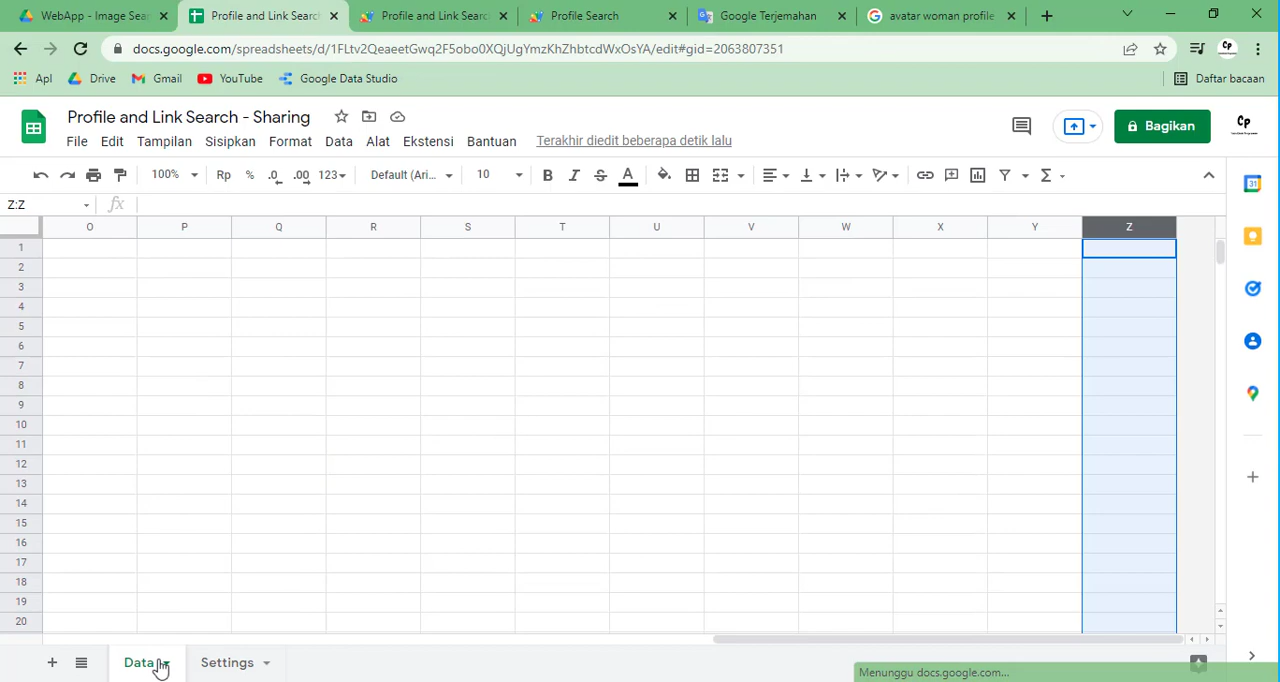 WebApp - Image Sear
Profile and Link Search
Profile and Link Search
Profile Search
Google Terjemahan
avatar woman profile
docs.google.com/spreadsheets/d/1FLtv2QeaeetGwq2F5obo0XQjUgYmzKhZhbtcdWxOsYA/edit#gid=2063807351
Apl
Drive
Gmail
YouTube
Google Data Studio
Daftar bacaan
Profile and Link Search - Sharing
File Edit Tampilan Sisipkan Format Data Alat Ekstensi Bantuan
Terakhir diedit beberapa detik lalu
Bagikan
100% Rp % .0 .00 123 Default (Ari... 10 B I S A
Z:Z fx
O P Q R S T U V W X Y Z
1
2
3
4
5
6
7
8
9
10
11
12
13
14
15
16
17
18
19
20
Data Settings
Menunggu docs.google.com...